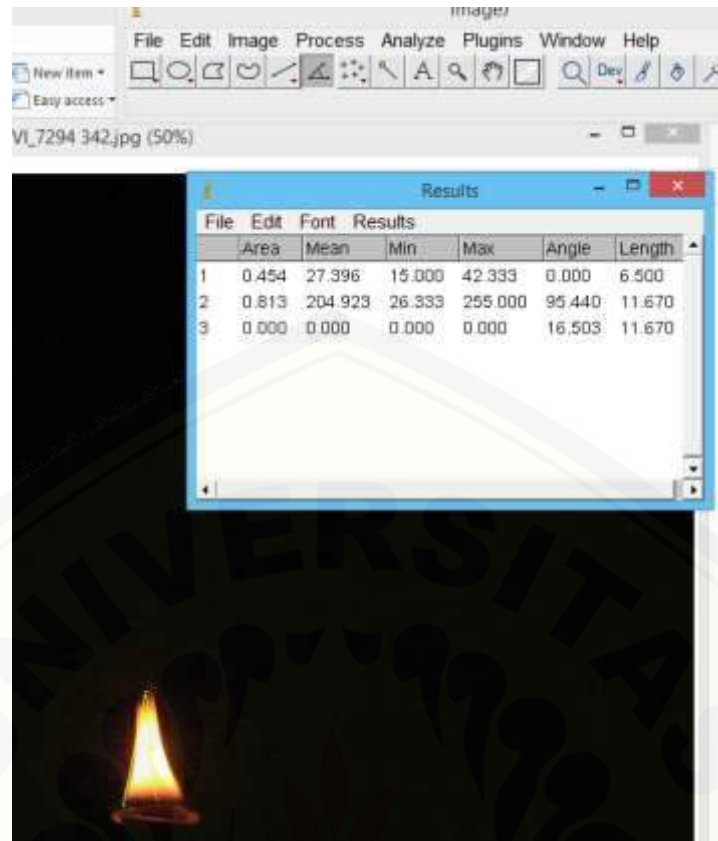 ImageJ
File Edit Image Process Analyze Plugins Window Help
New item
Easy access
A Dev
VI_7294 342.jpg (50%)
Results
File Edit Font Results
Area Mean Min Max Angle Length
1 0.454 27.396 15.000 42.333 0.000 6.500
2 0.813 204.923 26.333 255.000 95.440 11.670
3 0.000 0.000 0.000 0.000 16.503 11.670
NIVERSITAS